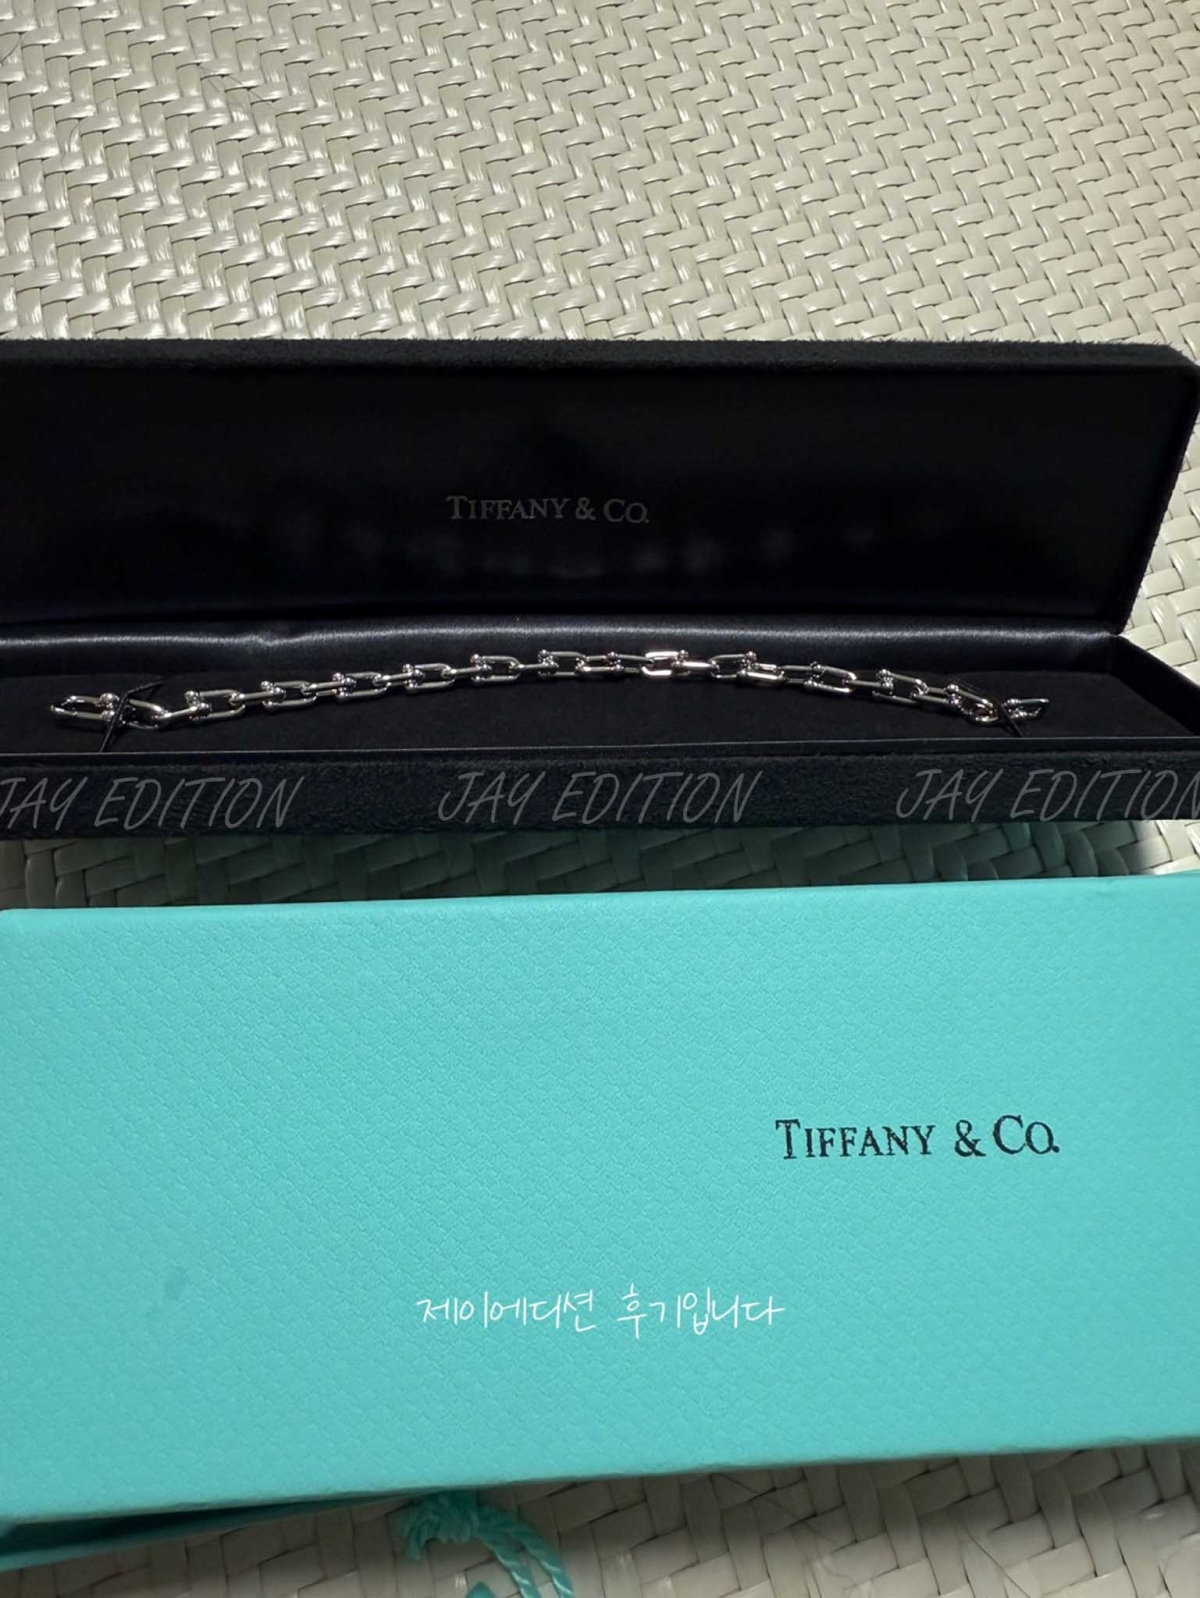 TIFFANY & CO.
JAY EDITION JAY EDITION JAY EDITION
TIFFANY & CO.
제이에디션 후기입니다